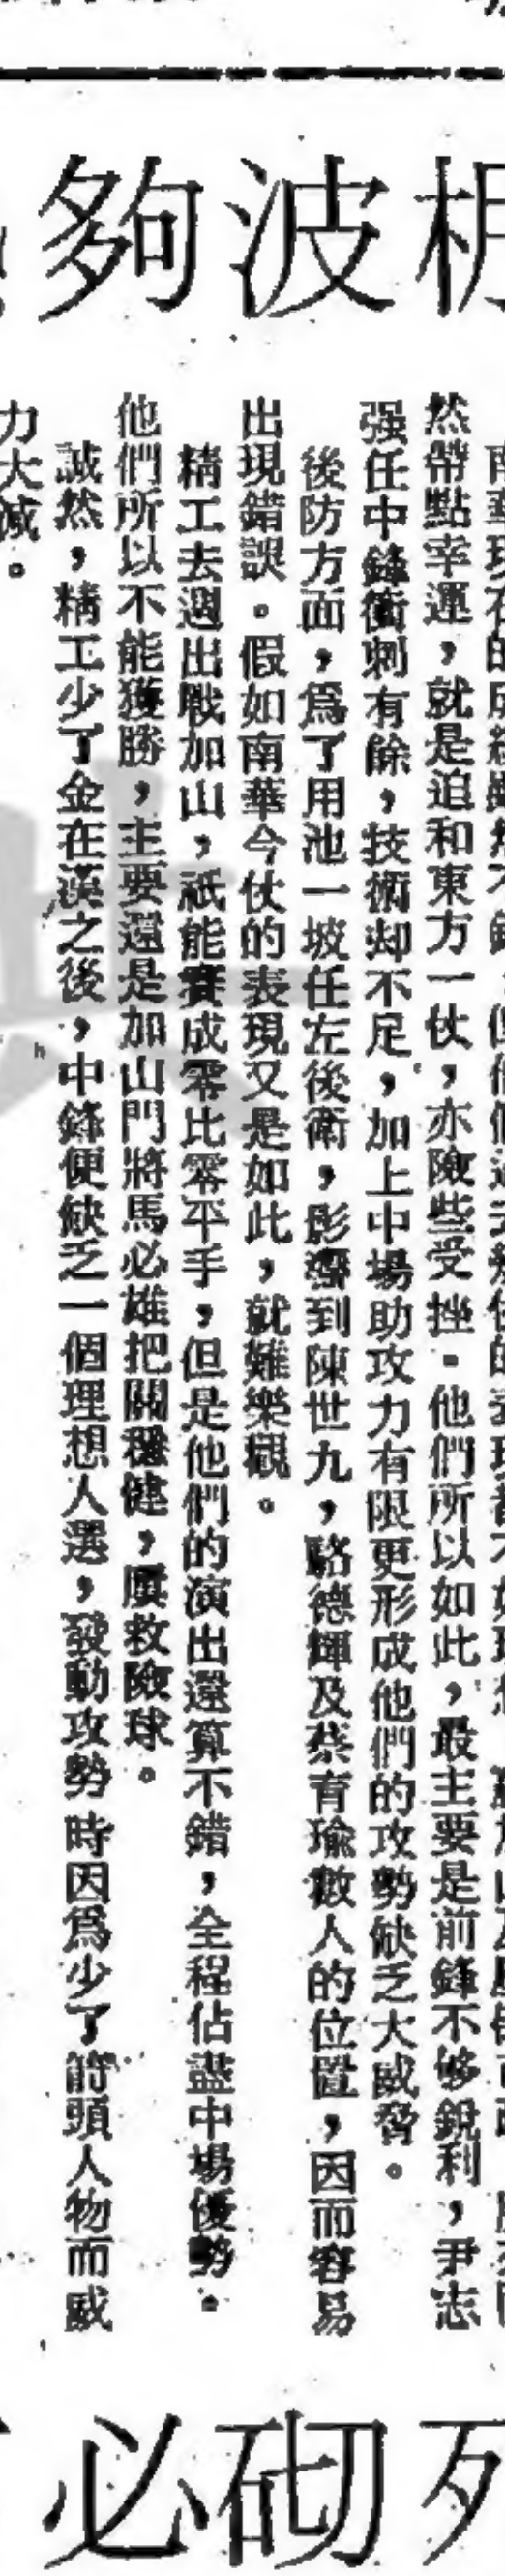 夠波
然帶點幸運，就是迫和東方一仗，亦險些受挫。他們所以如此，最主要是前鋒不够銳利，尹志
强任中鋒衝刺有餘，技術却不足，加上中場助攻力有限更形成他們的攻勢缺乏大威脅。
後防方面，爲了用池一坡任左後衛，影響到陳世九，駱德輝及蔡育瑜數人的位置，因而容易
出現錯誤。假如南華今仗的表現又是如此，就難樂觀。
精工去週出戰加山，祇能賽成零比零平手，但是他們的演出還算不錯，全程佔盡中場優勢。
他們所以不能獲勝，主要還是加山門將馬必雄把關穩健，屢救險球。
誠然，精工少了金在漢之後，中鋒便缺乏一個理想人選，發動攻勢時因爲少了箭頭人物而威
力大减。
必砌列